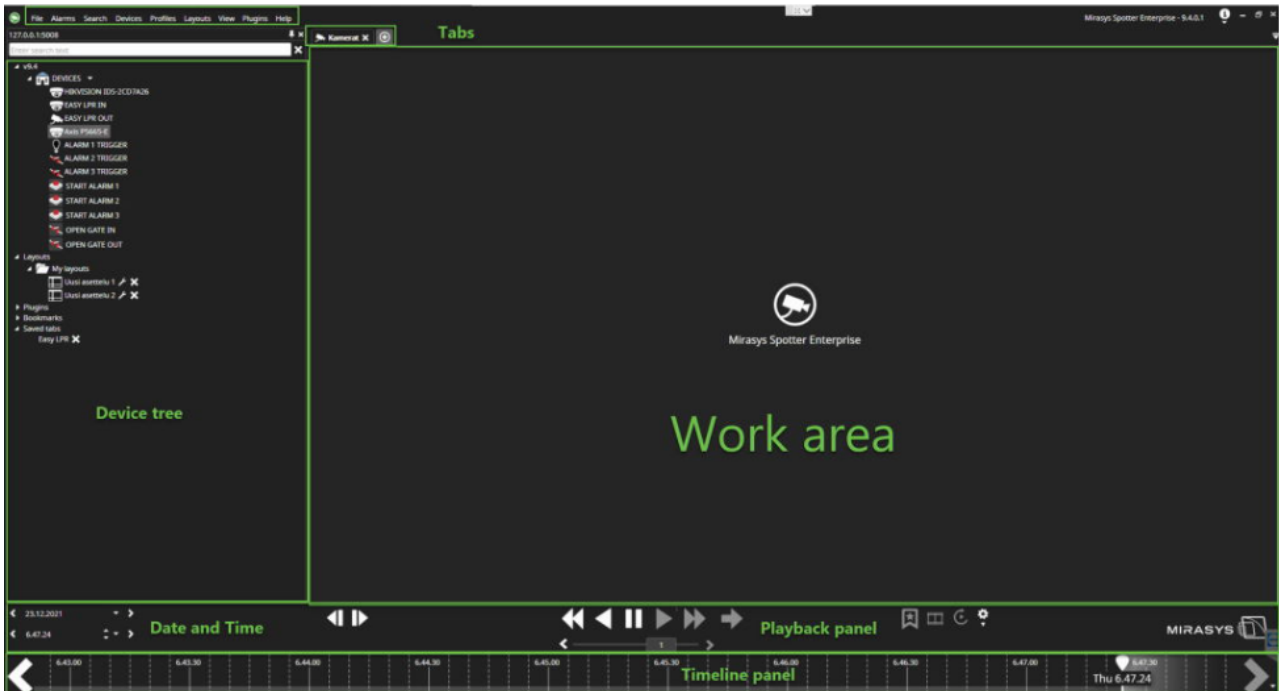 File Alarms Search Devices Profiles Layouts View Plugins Help
Mirasys Spotter Enterprise - 9.4.0.1
127.0.0.1:5008
Kamerat
Tabs
Enter search text
v9.4
DEVICES
HIKVISION IDS-2CD7A26
EASY LPR IN
EASY LPR OUT
Axis P5665-E
ALARM 1 TRIGGER
ALARM 2 TRIGGER
ALARM 3 TRIGGER
START ALARM 1
START ALARM 2
START ALARM 3
OPEN GATE IN
OPEN GATE OUT
Layouts
My layouts
Uusi asettelu 1
Uusi asettelu 2
Plugins
Bookmarks
Saved tabs
Easy LPR
Device tree
Mirasys Spotter Enterprise
Work area
23.12.2021
6.47.24
Date and Time
1
Playback panel
MIRASYS
6.43.00 6.43.30 6.44.00 6.44.30 6.45.00 6.45.30 6.46.00 6.46.30 6.47.00 6.47.30
Timeline panel
Thu 6.47.24